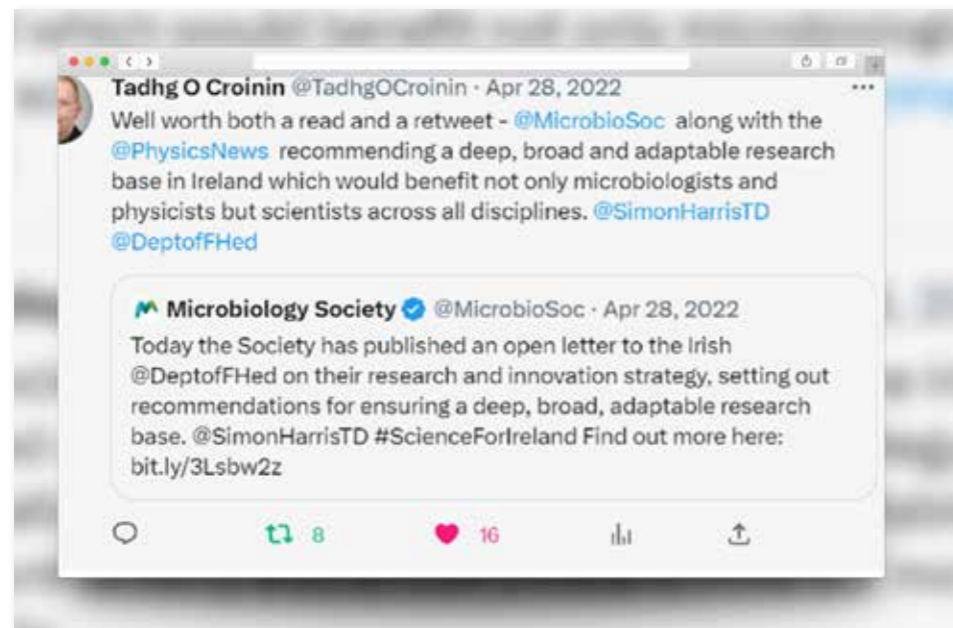 Tadhg O Croinin @TadhgOCroinin · Apr 28, 2022
Well worth both a read and a retweet - @MicrobioSoc along with the
@PhysicsNews recommending a deep, broad and adaptable research
base in Ireland which would benefit not only microbiologists and
physicists but scientists across all disciplines. @SimonHarrisTD
@DeptofFHed
Microbiology Society @MicrobioSoc · Apr 28, 2022
Today the Society has published an open letter to the Irish
@DeptofFHed on their research and innovation strategy, setting out
recommendations for ensuring a deep, broad, adaptable research
base. @SimonHarrisTD #ScienceForIreland Find out more here:
bit.ly/3Lsbw2z
8 16